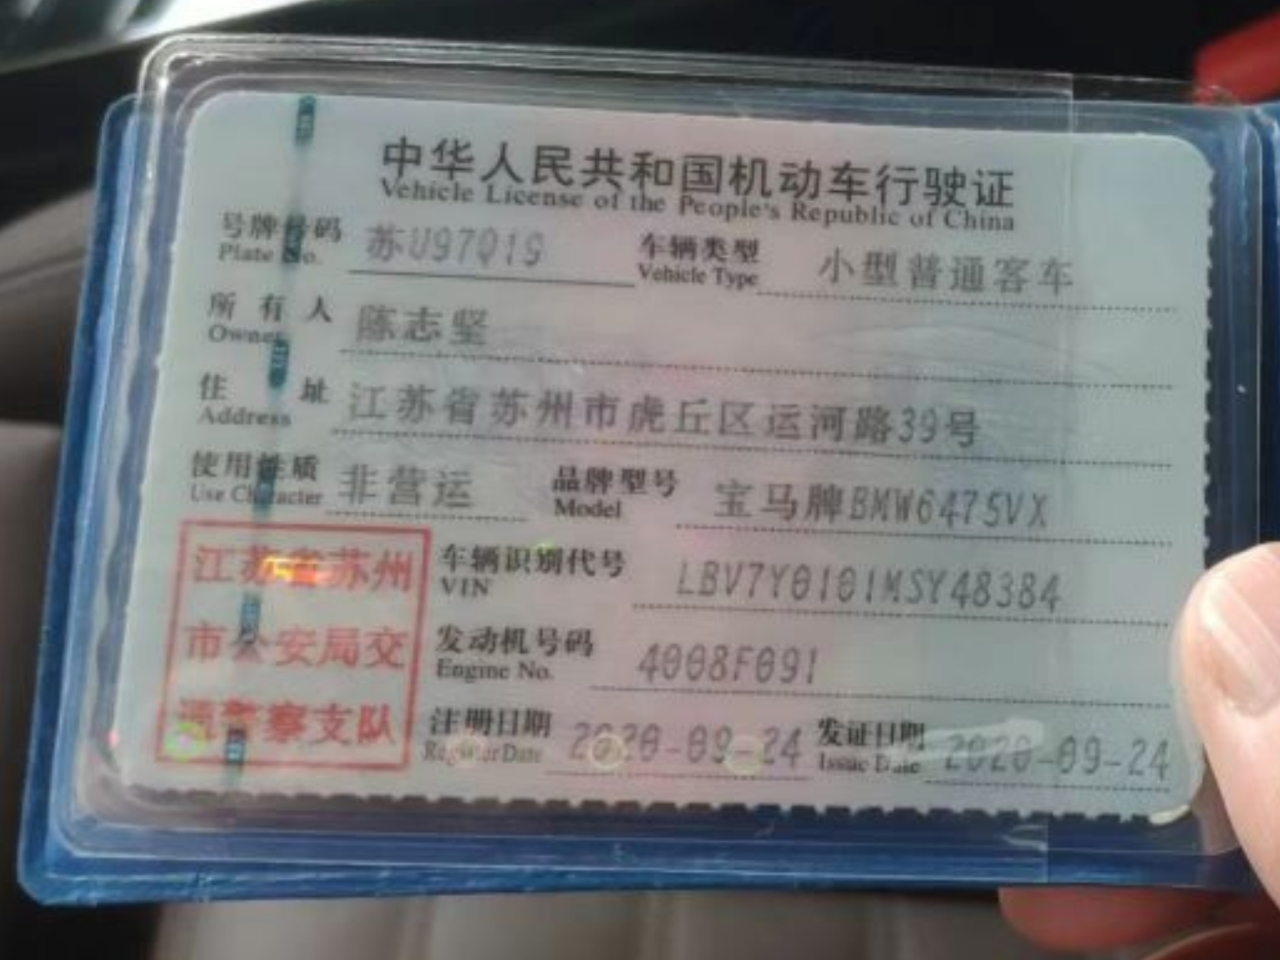 中华人民共和国机动车行驶证
Vehicle License of the People's Republic of China
号牌号码 苏U97Q19 车辆类型 小型普通客车
Plate No. Vehicle Type
所有人 陈志坚
Owner
住址 江苏省苏州市虎丘区运河路39号
Address
使用性质 非营运 品牌型号 宝马牌BMW6475VX
Use Character Model
江苏省苏州 车辆识别代号 LBV7Y0101MSY48384
VIN
市公安局交 发动机号码 4008F091
Engine No.
通警察支队 注册日期 2020-09-24 发证日期 2020-09-24
Register Date Issue Date